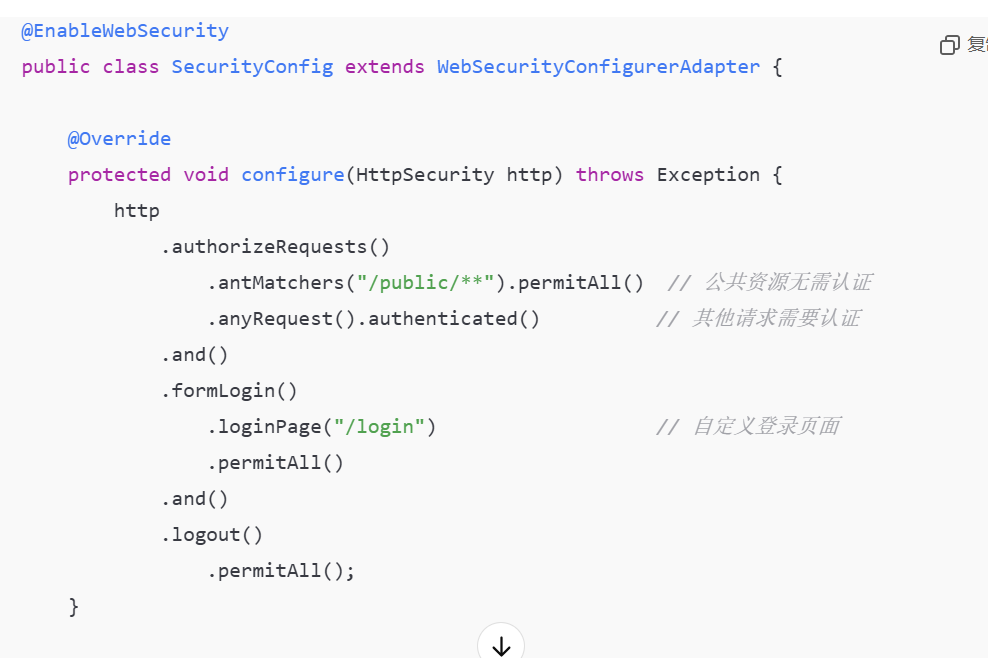 @EnableWebSecurity
复制
public class SecurityConfig extends WebSecurityConfigurerAdapter {
@Override
protected void configure(HttpSecurity http) throws Exception {
http
.authorizeRequests()
.antMatchers("/public/**").permitAll()  // 公共资源无需认证
.anyRequest().authenticated()          // 其他请求需要认证
.and()
.formLogin()
.loginPage("/login")                   // 自定义登录页面
.permitAll()
.and()
.logout()
.permitAll();
}